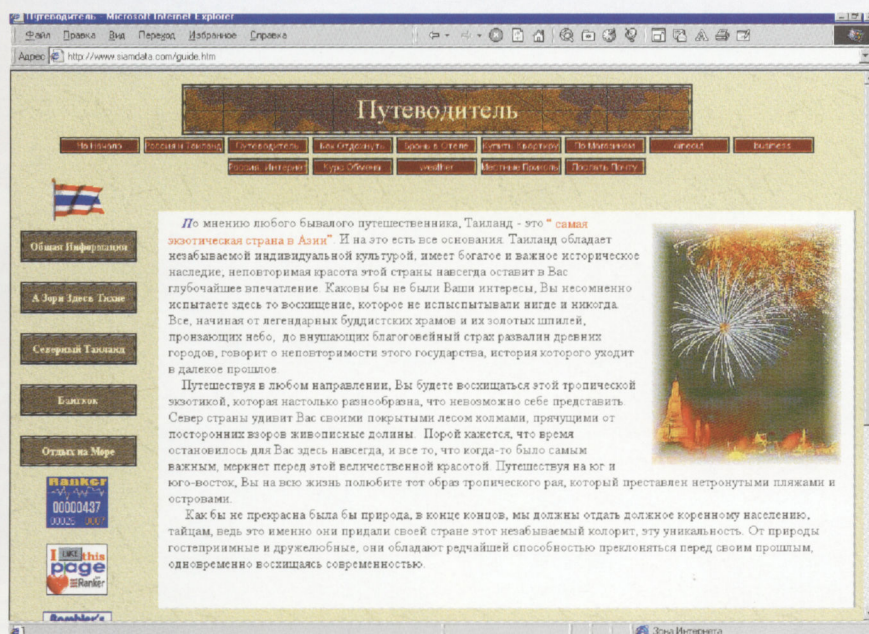 Путеводитель - Microsoft Internet Explorer
Файл Правка Вид Переход Избранное Справка
Адрес http://www.siamdata.com/guide.htm
Путеводитель
На Начало Россия и Таиланд Путеводитель Как Отдохнуть Бронь в Отеле Купить Квартиру По Магазинам dineout business
Россия. Интернет Курс Обмена weather Местные Приколы Послать Почту
Общая Информация
А Зори Здесь Тихие
Северный Таиланд
Бангкок
Отдых на Море
Ranker
00000437
I LIKE this
page
Ranker
Rambler's
По мнению любого бывалого путешественника, Таиланд - это " самая
экзотическая страна в Азии". И на это есть все основания. Таиланд обладает
незабываемой индивидуальной культурой, имеет богатое и важное историческое
наследие, неповторимая красота этой страны навсегда оставит в Вас
глубочайшее впечатление. Каковы бы не были Ваши интересы, Вы несомненно
испытаете здесь то восхищение, которое не испыспытывали нигде и никогда.
Все, начиная от легендарных буддистских храмов и их золотых шпилей,
пронзающих небо, до внушающих благоговейный страх развалин древних
городов, говорит о неповторимости этого государства, история которого уходит
в далекое прошлое.
Путешествуя в любом направлении, Вы будете восхищаться этой тропической
экзотикой, которая настолько разнообразна, что невозможно себе представить.
Север страны удивит Вас своими покрытыми лесом холмами, прячущими от
посторонних взоров живописные долины. Порой кажется, что время
остановилось для Вас здесь навсегда, и все то, что когда-то было самым
важным, меркнет перед этой величественной красотой. Путешествуя на юг и
юго-восток, Вы на всю жизнь полюбите тот образ тропического рая, который преставлен нетронутыми пляжами и
островами.
Как бы не прекрасна была бы природа, в конце концов, мы должны отдать должное коренному населению,
тайцам, ведь это именно они придали своей стране этот незабываемый колорит, эту уникальность. От природы
гостеприимные и дружелюбные, они обладают редчайшей способностью преклоняться перед своим прошлым,
одновременно восхищаясь современностью.
Зона Интернета